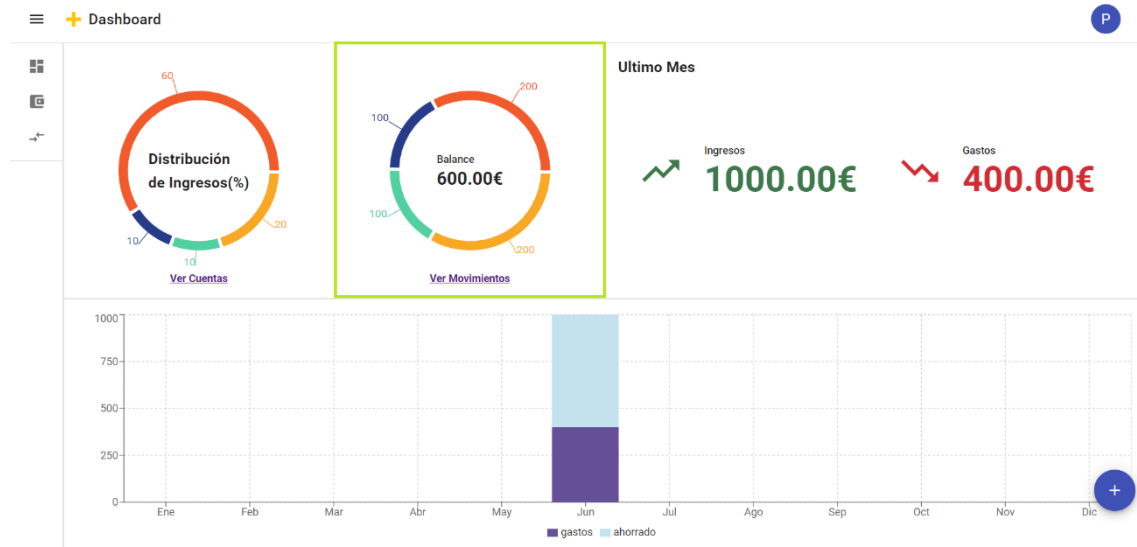 Dashboard
P
60
10
10
20
Distribución
de Ingresos(%)
Ver Cuentas
200
100
100
200
Balance
600.00€
Ver Movimientos
Ultimo Mes
Ingresos
1000.00€
Gastos
400.00€
1000
750
500
250
0
Ene Feb Mar Abr May Jun Jul Ago Sep Oct Nov Dic
gastos ahorrado